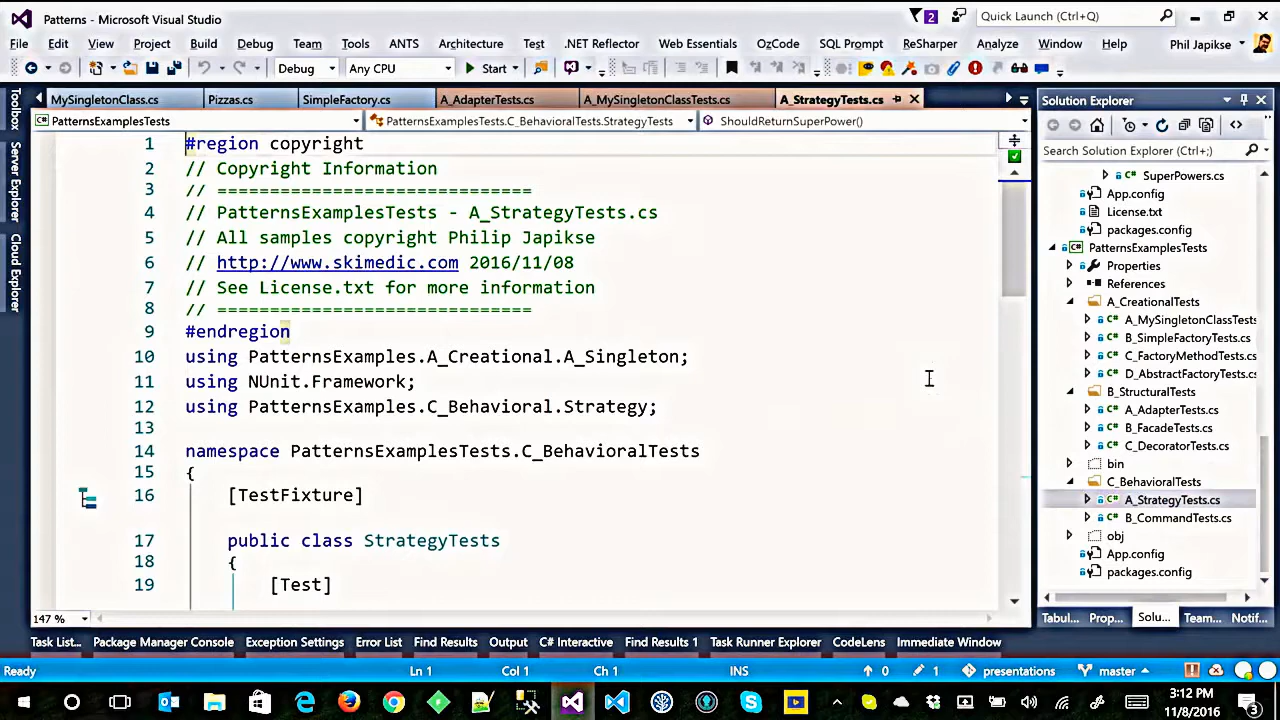 Patterns - Microsoft Visual Studio
2
Quick Launch (Ctrl+Q)
File Edit View Project Build Debug Team Tools ANTS Architecture Test .NET Reflector Web Essentials OzCode SQL Prompt ReSharper Analyze Window Help Phil Japikse
Debug Any CPU Start
MySingletonClass.cs Pizzas.cs SimpleFactory.cs A_AdapterTests.cs A_MySingletonClassTests.cs A_StrategyTests.cs
PatternsExamplesTests PatternsExamplesTests.C_BehavioralTests.StrategyTests ShouldReturnSuperPower()
Toolbox
Server Explorer
Cloud Explorer
1 #region copyright
2 // Copyright Information
3 // ==============================
4 // PatternsExamplesTests - A_StrategyTests.cs
5 // All samples copyright Philip Japikse
6 // http://www.skimedic.com 2016/11/08
7 // See License.txt for more information
8 // ==============================
9 #endregion
10 using PatternsExamples.A_Creational.A_Singleton;
11 using NUnit.Framework;
12 using PatternsExamples.C_Behavioral.Strategy;
13
14 namespace PatternsExamplesTests.C_BehavioralTests
15 {
16 [TestFixture]
17 public class StrategyTests
18 {
19 [Test]
147 %
Solution Explorer
Search Solution Explorer (Ctrl+;)
C# SuperPowers.cs
App.config
License.txt
packages.config
C# PatternsExamplesTests
Properties
References
A_CreationalTests
C# A_MySingletonClassTests
C# B_SimpleFactoryTests.cs
C# C_FactoryMethodTests.cs
C# D_AbstractFactoryTests.cs
B_StructuralTests
C# A_AdapterTests.cs
C# B_FacadeTests.cs
C# C_DecoratorTests.cs
bin
C_BehavioralTests
C# A_StrategyTests.cs
C# B_CommandTests.cs
obj
App.config
packages.config
Tabul... Prop... Solu... Team... Notif...
Task List... Package Manager Console Exception Settings Error List Find Results Output C# Interactive Find Results 1 Task Runner Explorer CodeLens Immediate Window
Ready Ln 1 Col 1 Ch 1 INS 0 1 presentations master
3:12 PM
11/8/2016
3